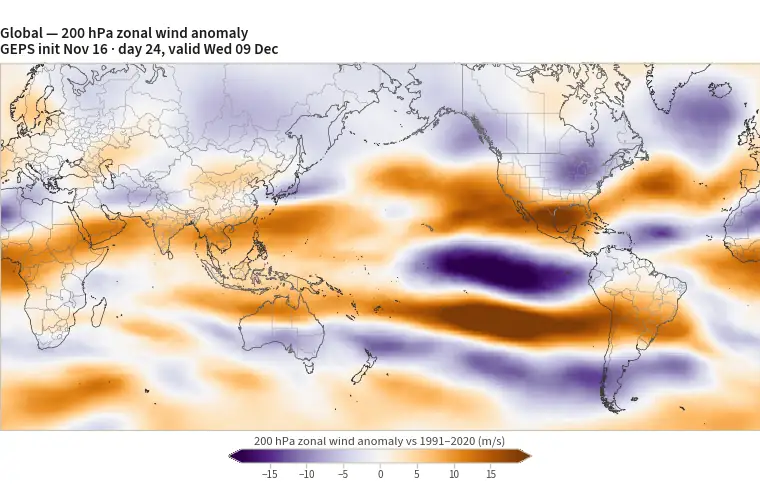 Global — 200 hPa zonal wind anomaly
GEPS init Nov 16 · day 24, valid Wed 09 Dec
200 hPa zonal wind anomaly vs 1991–2020 (m/s)
−15 −10 −5 0 5 10 15